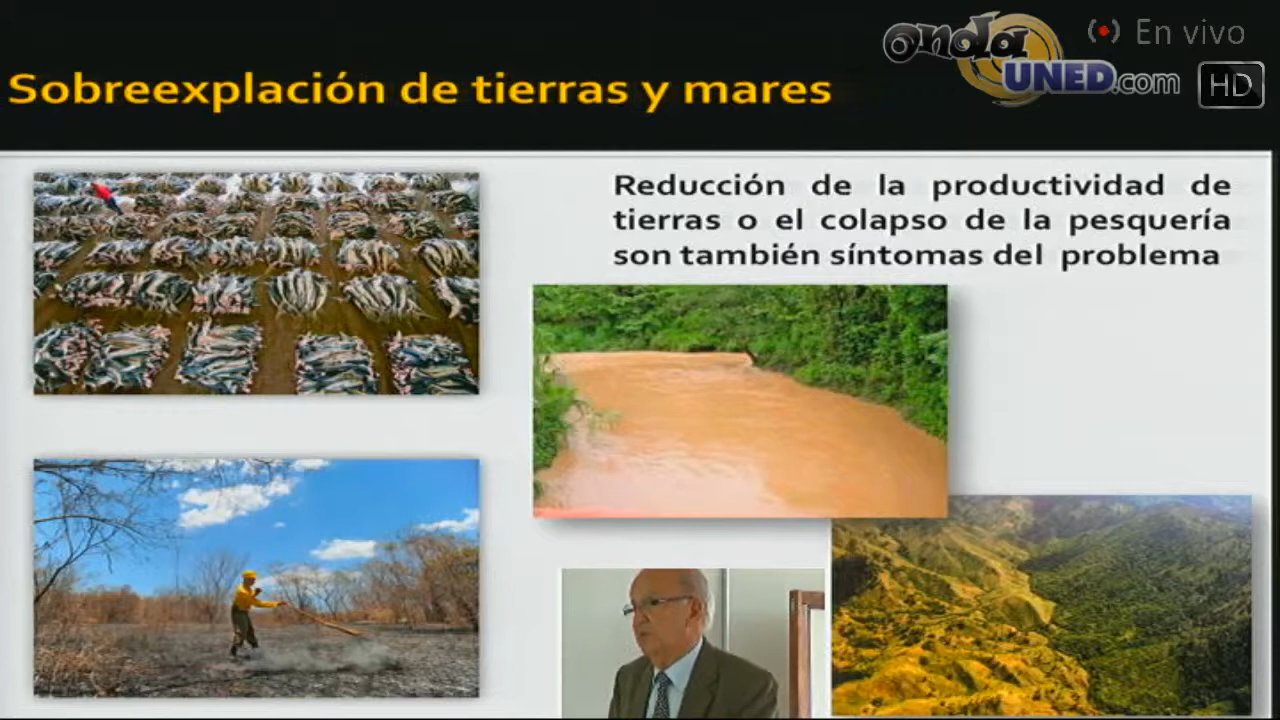 onda
UNED.com
En vivo
HD
Sobreexplación de tierras y mares
Reducción de la productividad de
tierras o el colapso de la pesquería
son también síntomas del problema